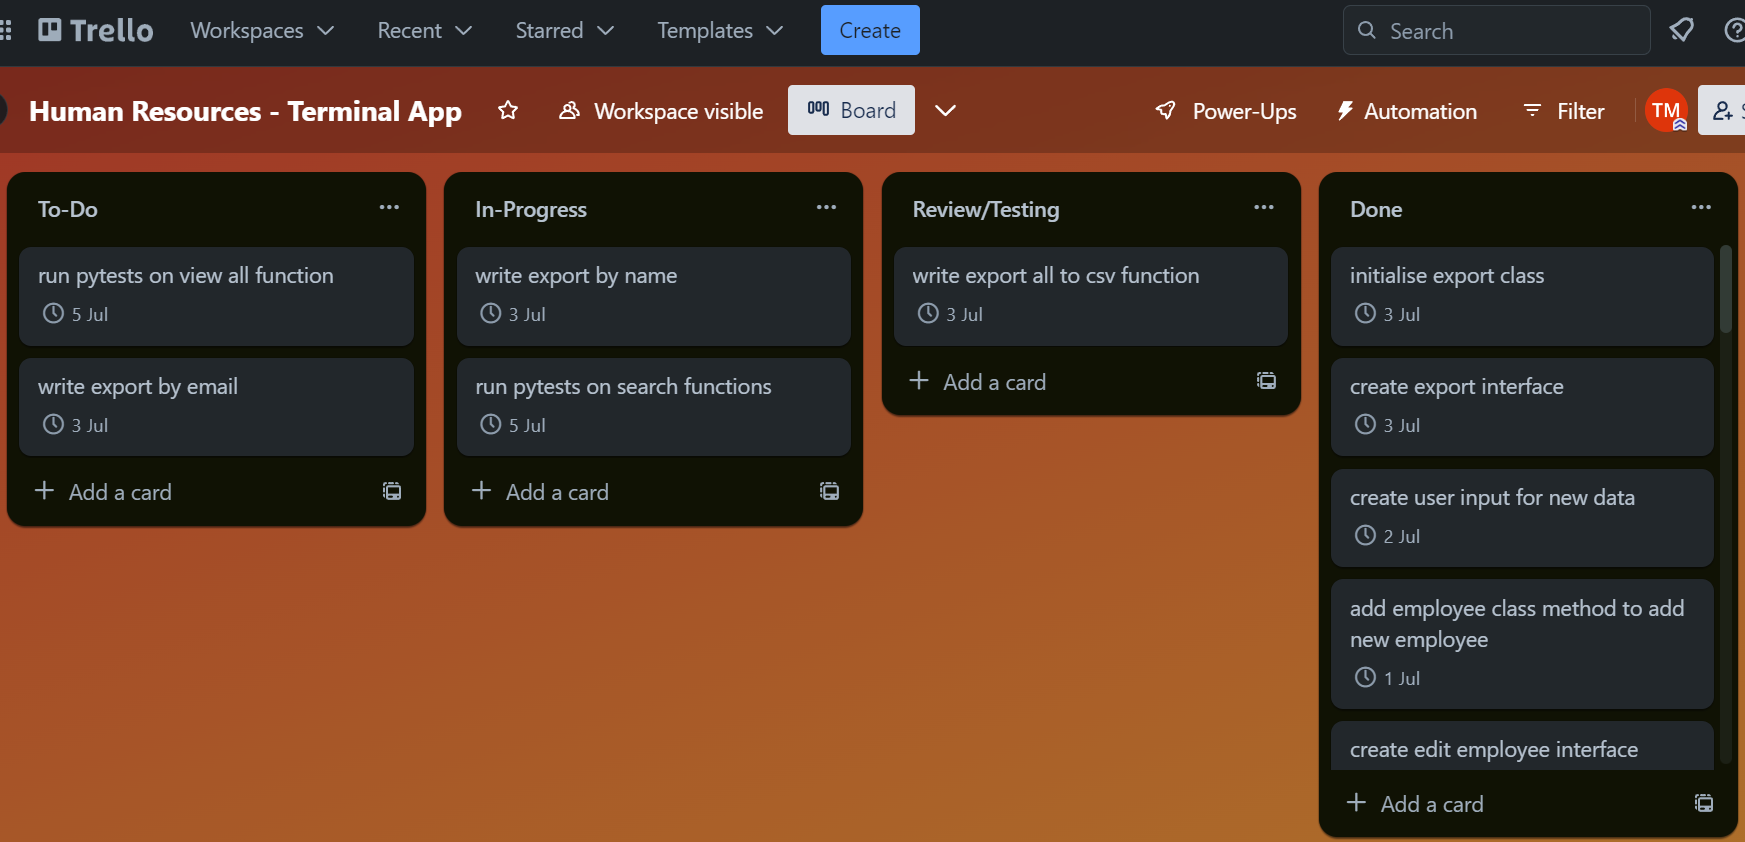 Trello Workspaces Recent Starred Templates Create Search
Human Resources - Terminal App Workspace visible Board Power-Ups Automation Filter TM S
To-Do
run pytests on view all function
5 Jul
write export by email
3 Jul
Add a card
In-Progress
write export by name
3 Jul
run pytests on search functions
5 Jul
Add a card
Review/Testing
write export all to csv function
3 Jul
Add a card
Done
initialise export class
3 Jul
create export interface
3 Jul
create user input for new data
2 Jul
add employee class method to add
new employee
1 Jul
create edit employee interface
Add a card